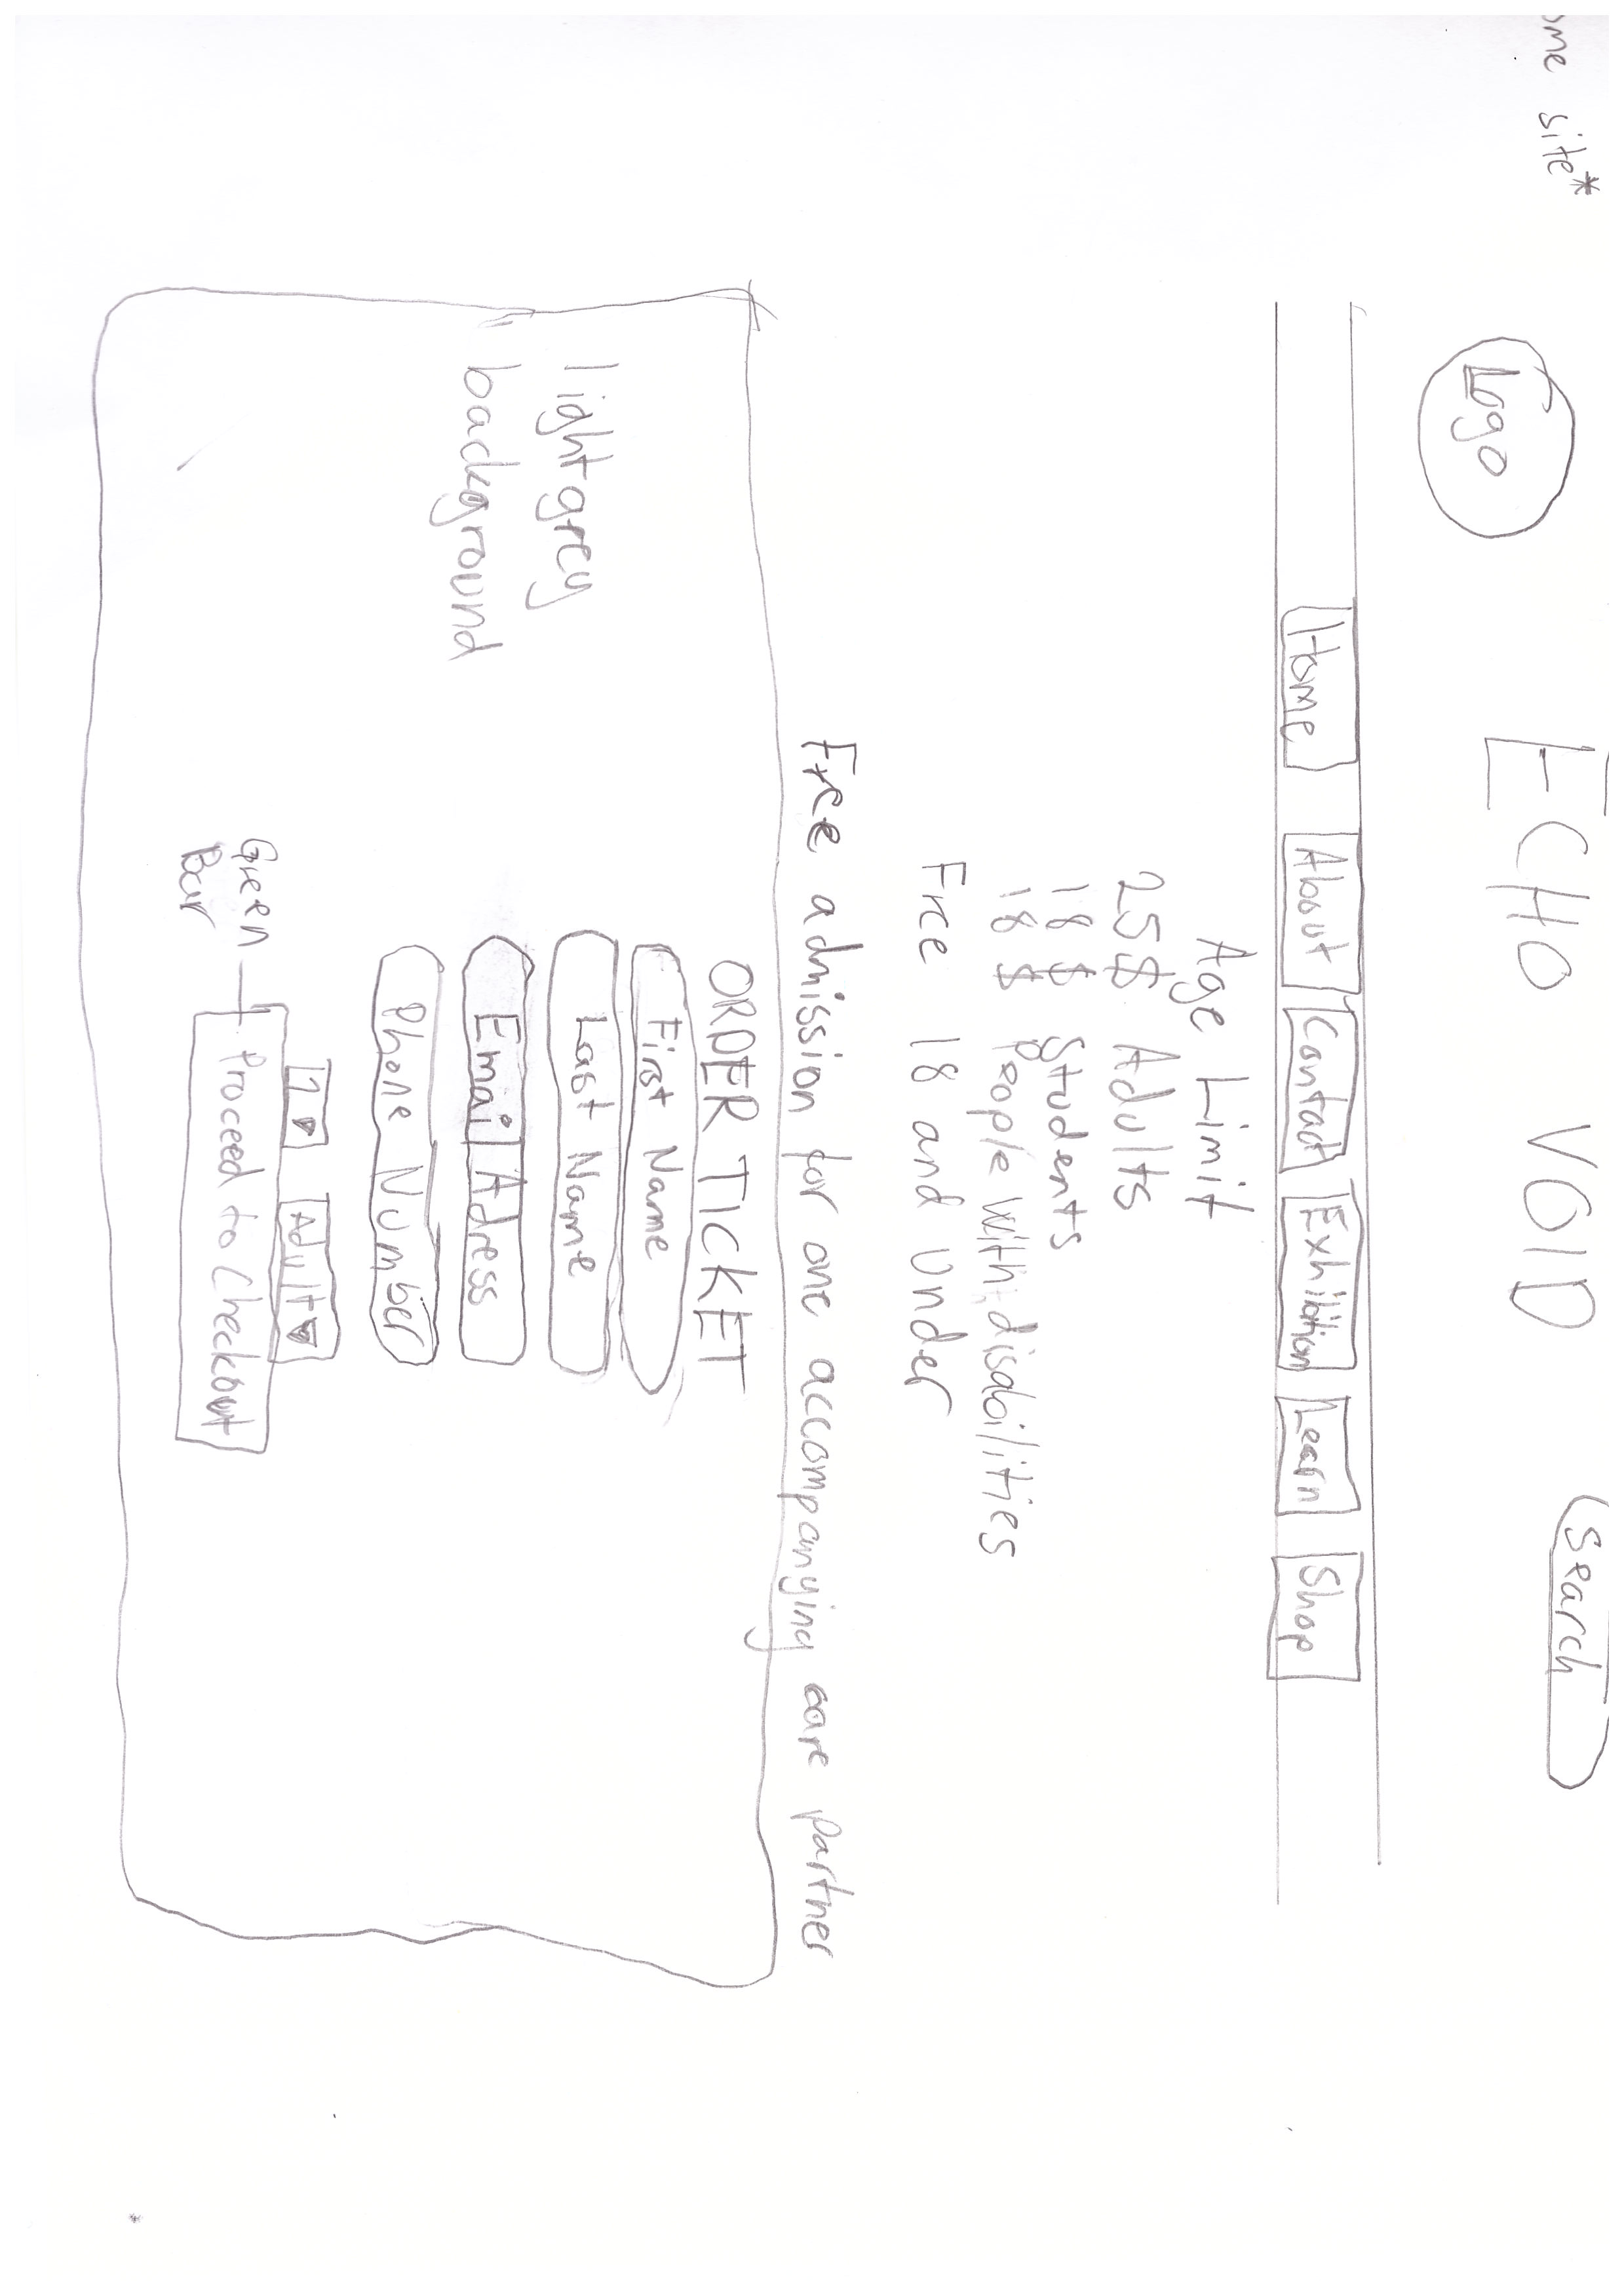 ome site*
Logo
ECHO VOID
Search
Home About Contact Exhibition Learn Shop
Age Limit
25$ Adults
18 $ Students
18 $ People with disabilities
Free 18 and under
Free admission for one accompanying care partner
ORDER TICKET
First Name
Last Name
Email Adress
Phone Number
lightgrey
background
1 Adult
Proceed to Checkout
Green
Bar